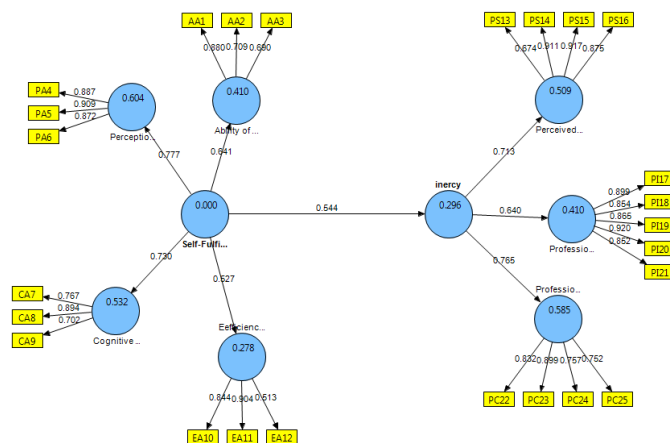 AA1 AA2 AA3
0.880 0.709 0.690
0.410
Ability of...
PA4
PA5
PA6
0.887
0.909
0.872
0.604
Perceptio...
0.777
0.641
0.000
Self-Fulfi...
0.544
0.730
0.527
CA7
CA8
CA9
0.767
0.894
0.702
0.532
Cognitive...
Eefficienc...
0.278
0.844 0.904 0.513
EA10 EA11 EA12
inercy
0.296
0.713
0.640
0.765
PS13 PS14 PS15 PS16
0.874 0.911 0.917 0.875
0.509
Perceived...
0.410
Professio...
0.899
0.854
0.865
0.920
0.852
PI17
PI18
PI19
PI20
PI21
Professio...
0.585
0.832 0.899 0.757 0.752
PC22 PC23 PC24 PC25